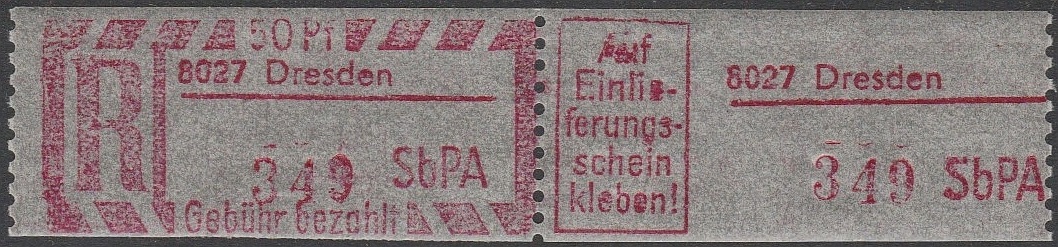 50 Pf
R
8027 Dresden
349 SbPA
Gebühr bezahlt
Auf
Einlie-
ferungs-
schein
kleben!
8027 Dresden
349 SbPA